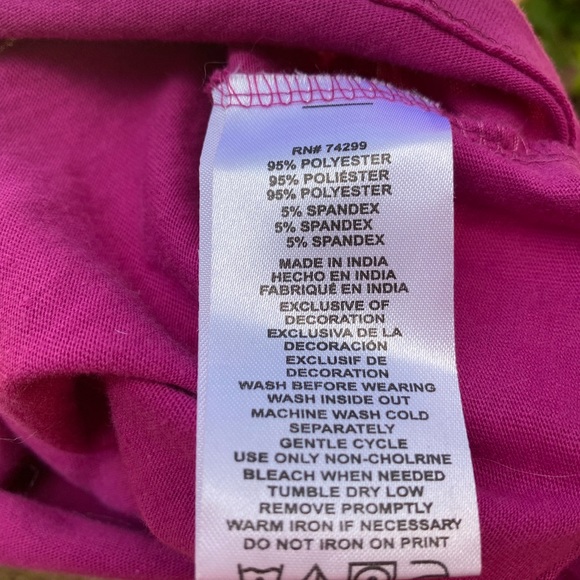 RN# 74299
95% POLYESTER
95% POLIÉSTER
95% POLYESTER
5% SPANDEX
5% SPANDEX
5% SPANDEX
MADE IN INDIA
HECHO EN INDIA
FABRIQUÉ EN INDIA
EXCLUSIVE OF
DECORATION
EXCLUSIVA DE LA
DECORACIÓN
EXCLUSIF DE
DECORATION
WASH BEFORE WEARING
WASH INSIDE OUT
MACHINE WASH COLD
SEPARATELY
GENTLE CYCLE
USE ONLY NON-CHOLRINE
BLEACH WHEN NEEDED
TUMBLE DRY LOW
REMOVE PROMPTLY
WARM IRON IF NECESSARY
DO NOT IRON ON PRINT